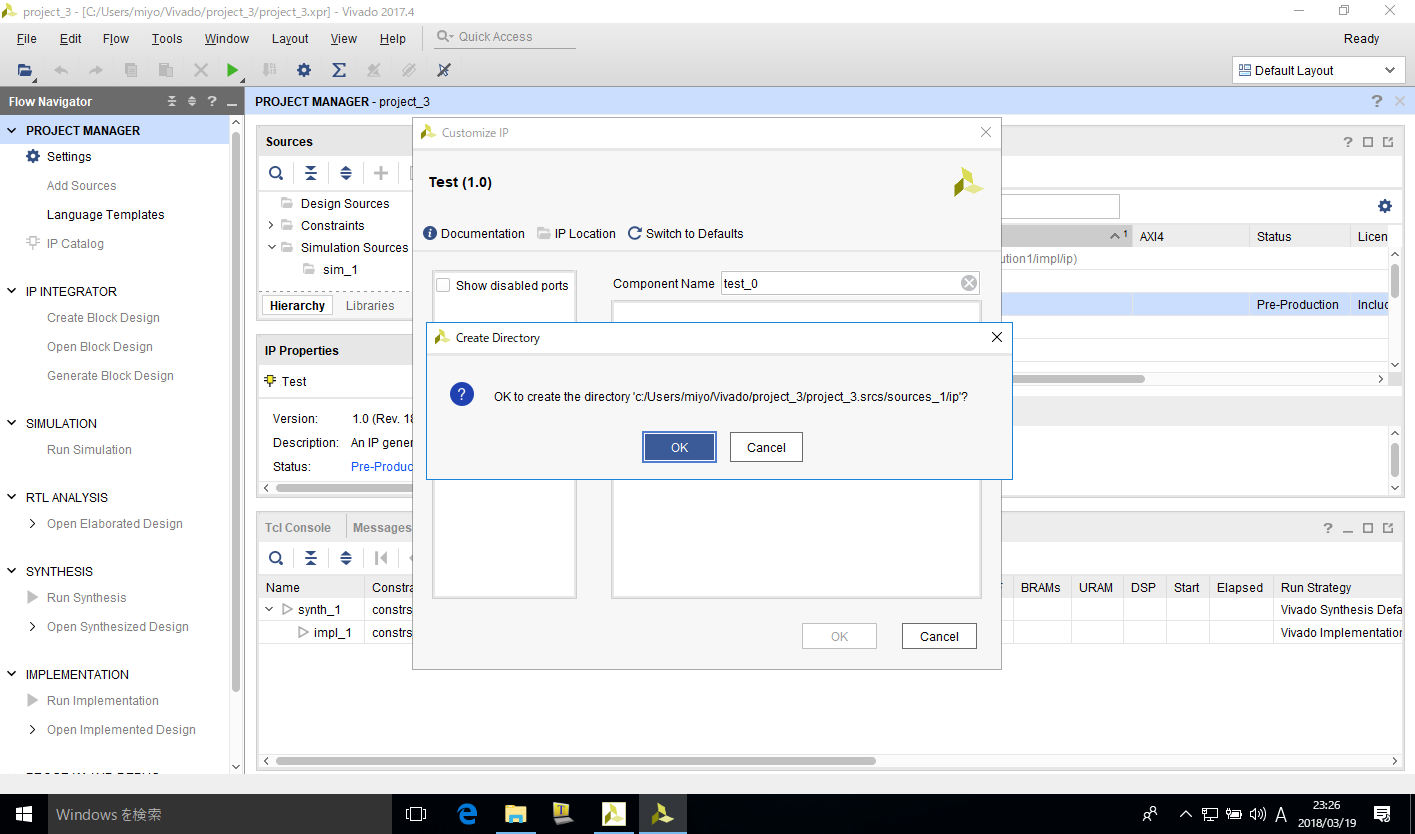 project_3 - [C:/Users/miyo/Vivado/project_3/project_3.xpr] - Vivado 2017.4
File Edit Flow Tools Window Layout View Help Quick Access Ready
Default Layout
Flow Navigator
PROJECT MANAGER - project_3
PROJECT MANAGER
Settings
Add Sources
Language Templates
IP Catalog
IP INTEGRATOR
Create Block Design
Open Block Design
Generate Block Design
SIMULATION
Run Simulation
RTL ANALYSIS
Open Elaborated Design
SYNTHESIS
Run Synthesis
Open Synthesized Design
IMPLEMENTATION
Run Implementation
Open Implemented Design
Sources
Design Sources
Constraints
Simulation Sources
sim_1
Hierarchy Libraries
IP Properties
Test
Version: 1.0 (Rev. 18
Description: An IP gener
Status: Pre-Produc
Customize IP
Test (1.0)
Documentation IP Location Switch to Defaults
Show disabled ports
Component Name test_0
Create Directory
OK to create the directory 'c:/Users/miyo/Vivado/project_3/project_3.srcs/sources_1/ip'?
OK Cancel
OK Cancel
1 AXI4 Status Licen
ution1/impl/ip)
Pre-Production Includ
Tcl Console Messages
Name Constra BRAMs URAM DSP Start Elapsed Run Strategy
synth_1 constrs Vivado Synthesis Defa
impl_1 constrs Vivado Implementation
Windows を検索
A
23:26
2018/03/19